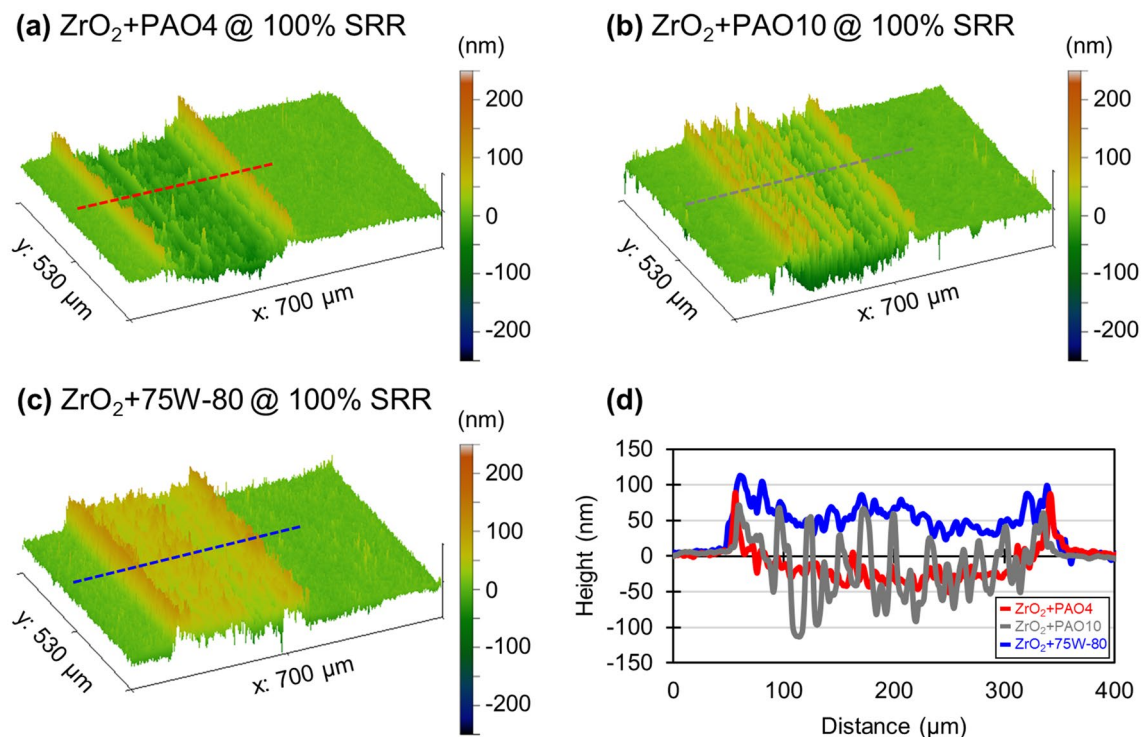 (a) ZrO₂+PAO4 @ 100% SRR
(nm)
200
100
0
-100
-200
y: 530 µm
x: 700 µm
(b) ZrO₂+PAO10 @ 100% SRR
(nm)
200
100
0
-100
-200
y: 530 µm
x: 700 µm
(c) ZrO₂+75W-80 @ 100% SRR
(nm)
200
100
0
-100
-200
y: 530 µm
x: 700 µm
(d)
Height (nm)
150
100
50
0
-50
-100
-150
ZrO₂+PAO4
ZrO₂+PAO10
ZrO₂+75W-80
0 100 200 300 400
Distance (µm)